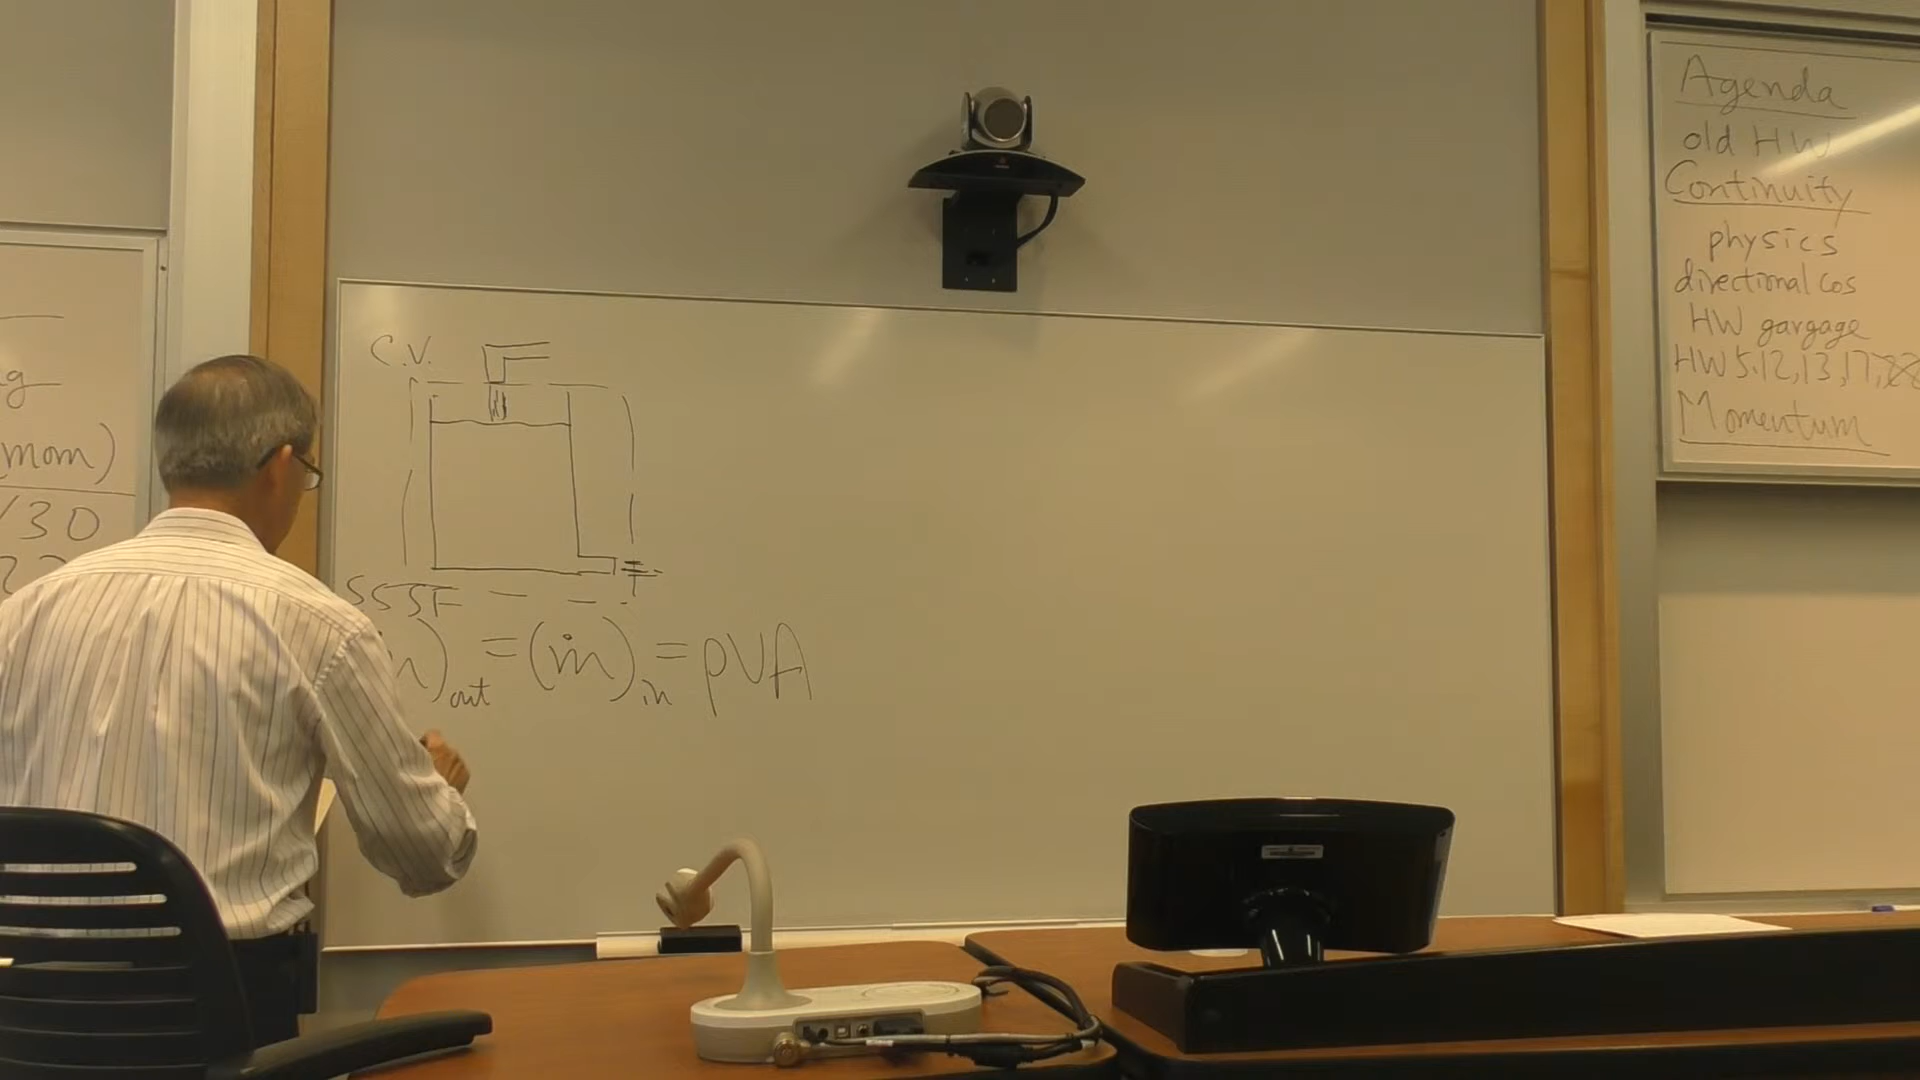 g
mom)
/30
C.V.
SSSF
)out = (ṁ)in = ρVA
Agenda
old HW
Continuity
physics
directional cos
HW gargage
HW 5.12, 13, 17,
Momentum